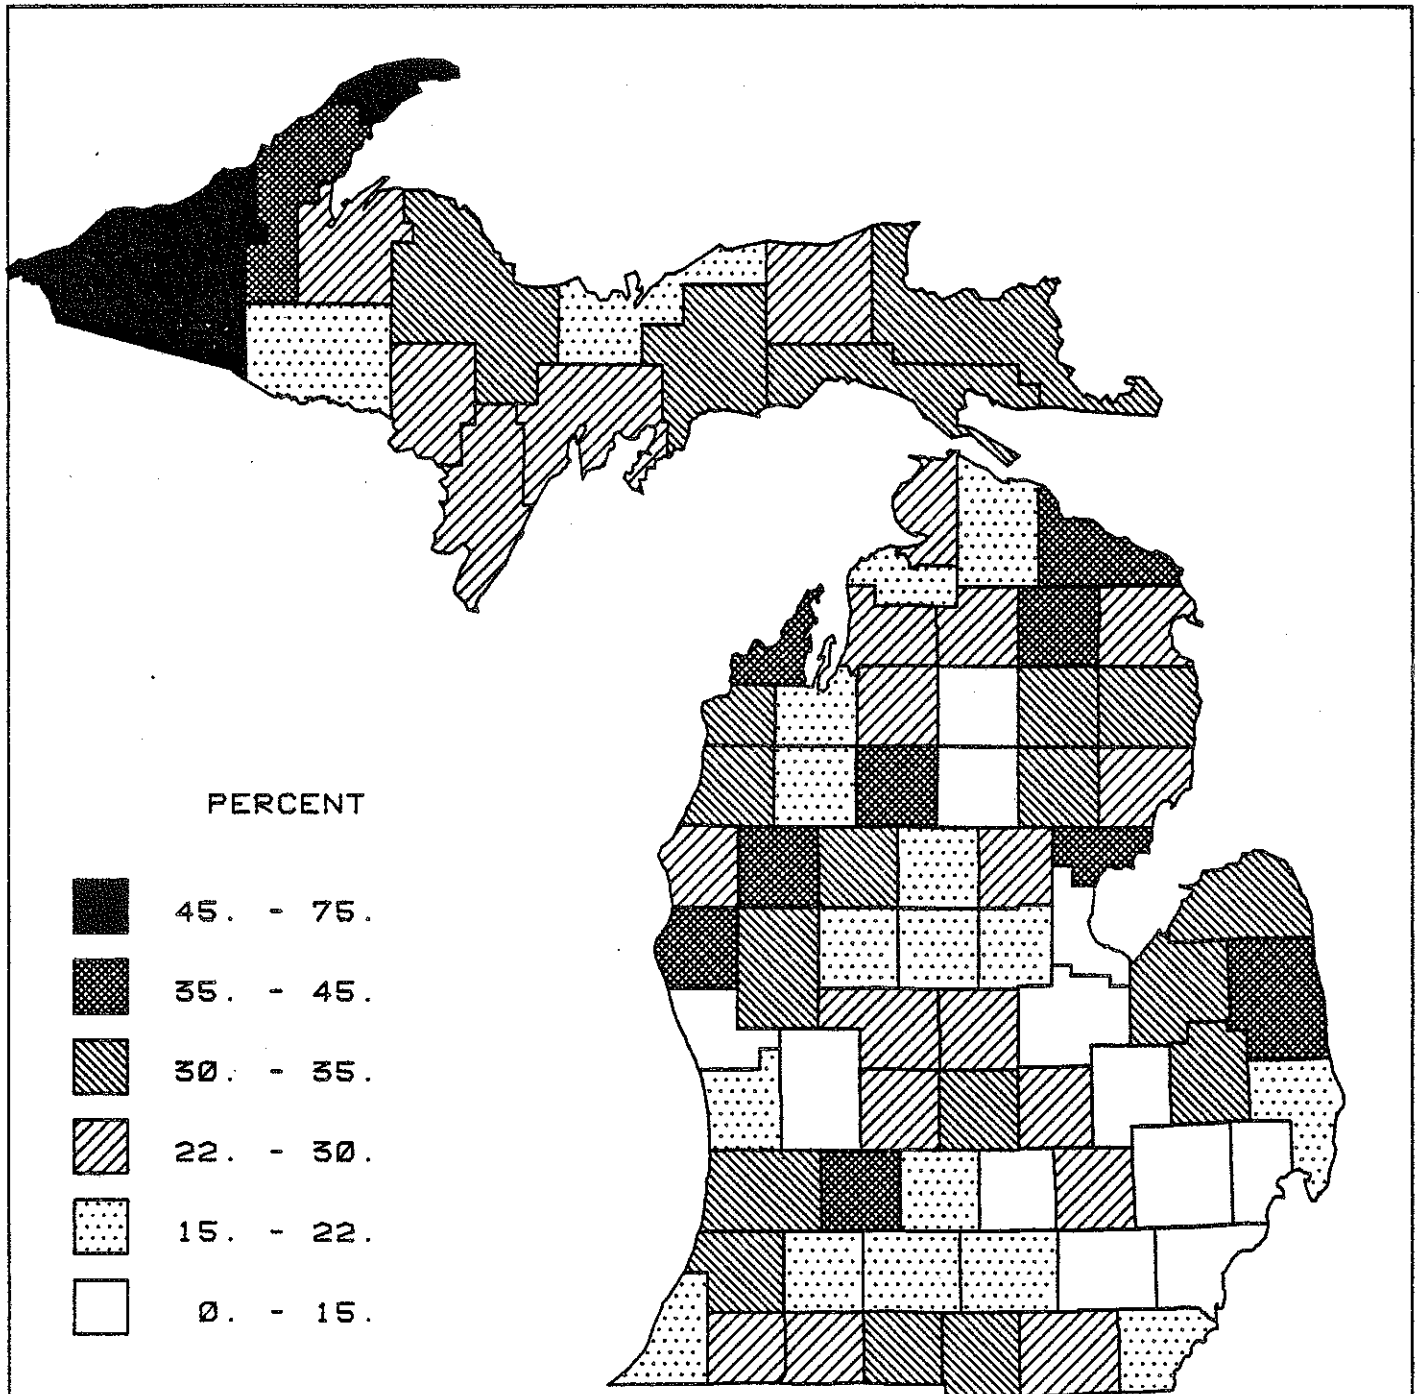 PERCENT
45. - 75.
35. - 45.
30. - 35.
22. - 30.
15. - 22.
0. - 15.